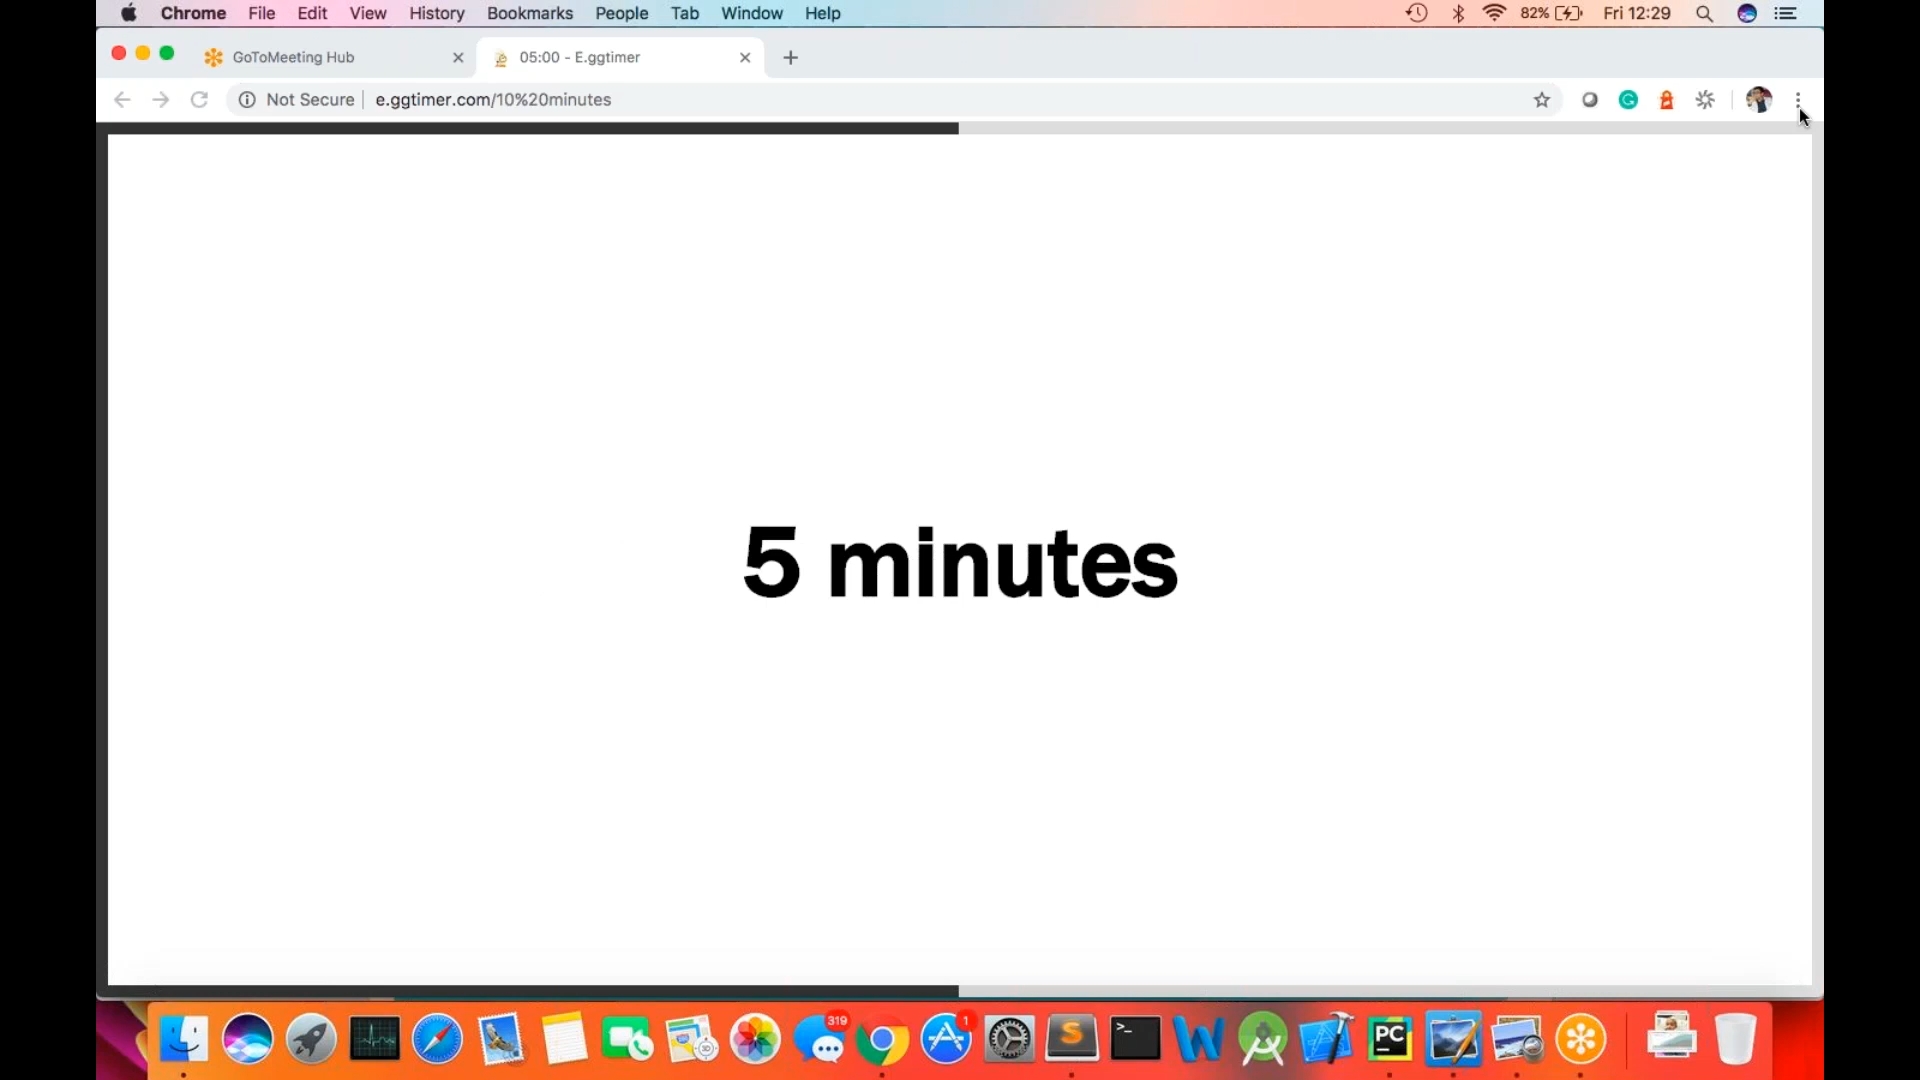 Chrome File Edit View History Bookmarks People Tab Window Help 82% Fri 12:29
GoToMeeting Hub 05:00 - E.ggtimer
Not Secure e.ggtimer.com/10%20minutes
5 minutes
319 1
>_ PC